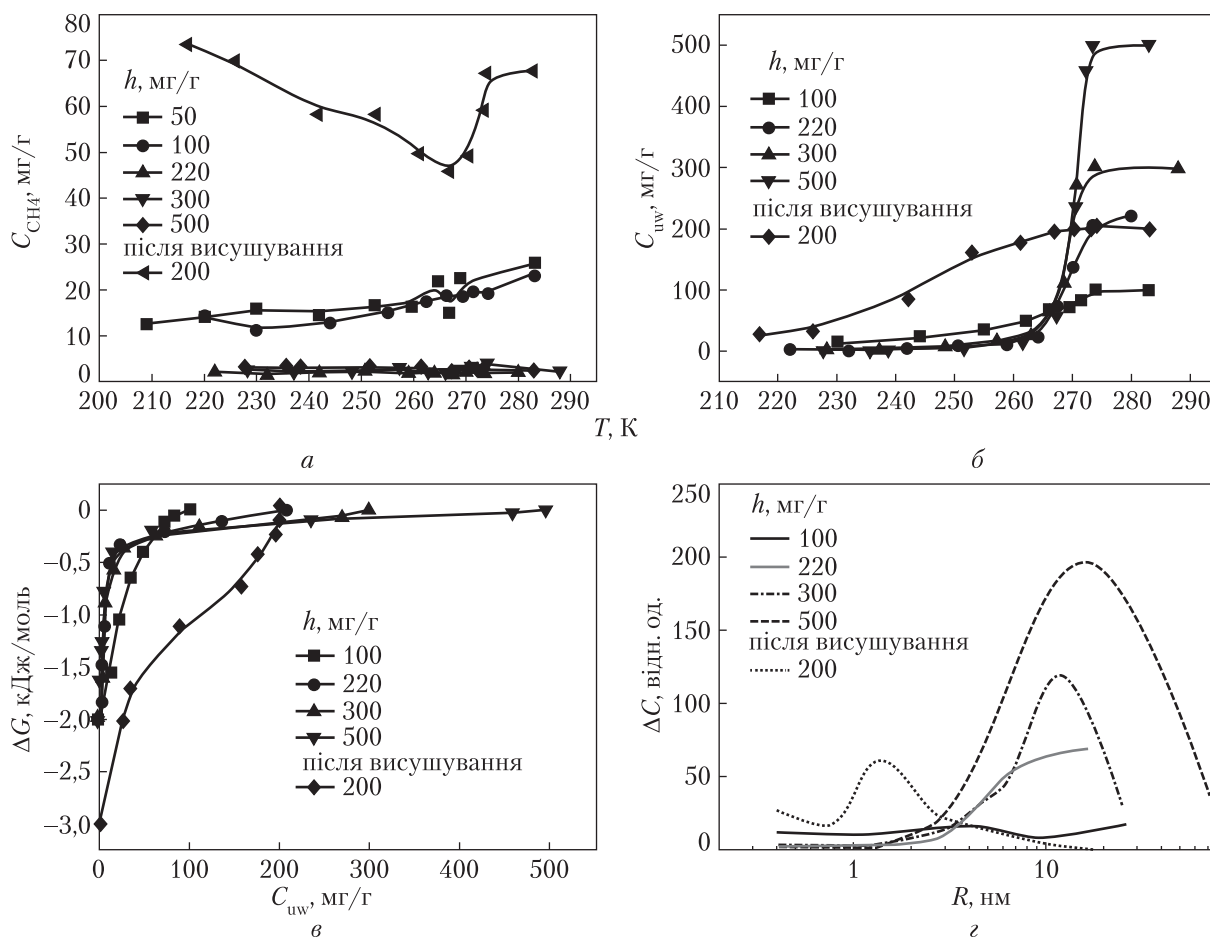 80
70
60
50
40
30
20
10
0
C_CH4, мг/г
h, мг/г
50
100
220
300
500
після висушування
200
200 210 220 230 240 250 260 270 280 290
T, К
а
500
400
300
200
100
0
C_uw, мг/г
h, мг/г
100
220
300
500
після висушування
200
210 220 230 240 250 260 270 280 290
б
0
−0,5
−1,0
−1,5
−2,0
−2,5
−3,0
ΔG, кДж/моль
h, мг/г
100
220
300
500
після висушування
200
0 100 200 300 400 500
C_uw, мг/г
в
250
200
150
100
50
0
ΔC, відн. од.
h, мг/г
100
220
300
500
після висушування
200
1 10
R, нм
г